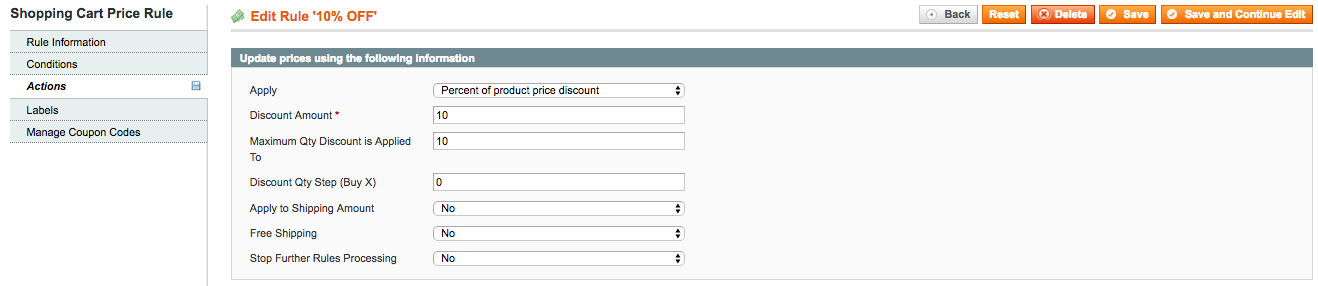 Shopping Cart Price Rule
Rule Information
Conditions
Actions
Labels
Manage Coupon Codes
Edit Rule '10% OFF'
Back Reset Delete Save Save and Continue Edit
Update prices using the following information
Apply Percent of product price discount
Discount Amount * 10
Maximum Qty Discount is Applied 10
To
Discount Qty Step (Buy X) 0
Apply to Shipping Amount No
Free Shipping No
Stop Further Rules Processing No